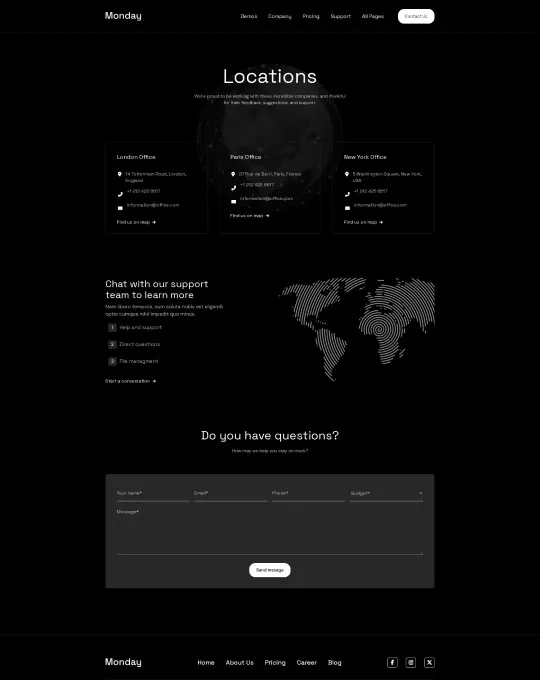 Monday
Demos Company Pricing Support All Pages Contact Us
Locations
We're proud to be working with these incredible companies and thankful
for their feedback, suggestions, and support.
London Office
14 Tottenham Road, London,
England
+1 212 425 8617
information@office.com
Find us on map
Paris Office
27 Rue de Berri, Paris, France
+1 212 425 8617
information@office.com
Find us on map
New York Office
5 Washington Square, New York,
USA
+1 212 425 8617
information@office.com
Find us on map
Chat with our support
team to learn more
Nam libero tempore, cum soluta nobis est eligendi
optio cumque nihil impedit quo minus.
1 Help and support
2 Direct questions
3 File managment
Start a conversation
Do you have questions?
How may we help you stay on track?
Your name* Email* Phone* Budget*
Message*
Send message
Monday
Home About Us Pricing Career Blog